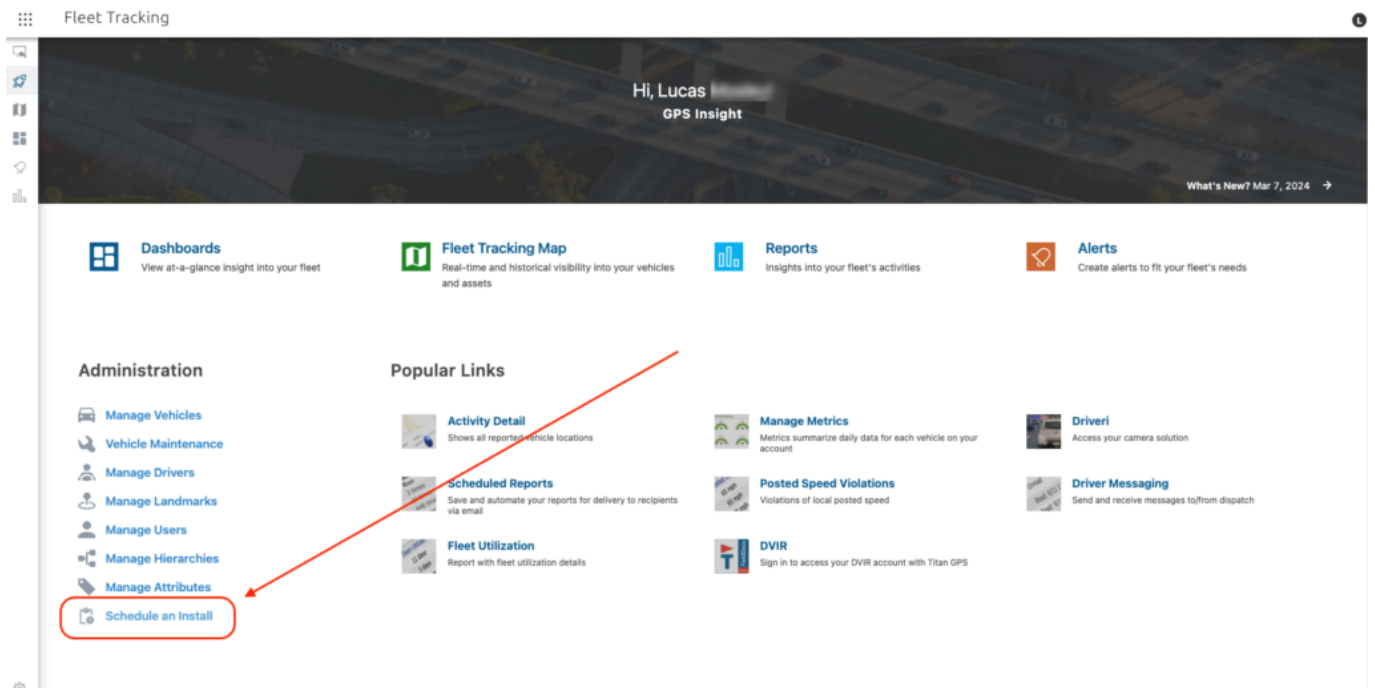 Fleet Tracking
L
Hi, Lucas
GPS Insight
What's New? Mar 7, 2024
Dashboards
View at-a-glance insight into your fleet
Fleet Tracking Map
Real-time and historical visibility into your vehicles
and assets
Reports
Insights into your fleet's activities
Alerts
Create alerts to fit your fleet's needs
Administration
Manage Vehicles
Vehicle Maintenance
Manage Drivers
Manage Landmarks
Manage Users
Manage Hierarchies
Manage Attributes
Schedule an Install
Popular Links
Activity Detail
Shows all reported vehicle locations
Manage Metrics
Metrics summarize daily data for each vehicle on your
account
Driveri
Access your camera solution
Scheduled Reports
Save and automate your reports for delivery to recipients
via email
Posted Speed Violations
Violations of local posted speed
Driver Messaging
Send and receive messages to/from dispatch
Fleet Utilization
Report with fleet utilization details
DVIR
Sign in to access your DVIR account with Titan GPS